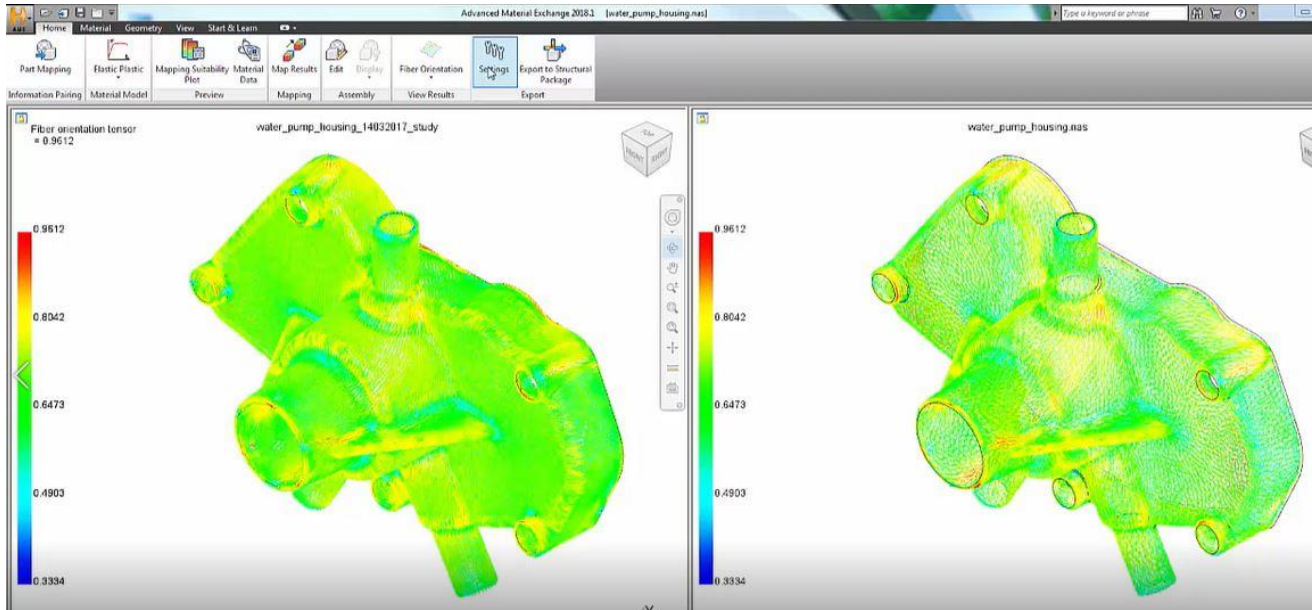 Advanced Material Exchange 2018.1 [water_pump_housing.nas]
Type a keyword or phrase
Home Material Geometry View Start & Learn
Part Mapping
Elastic Plastic
Mapping Suitability Plot
Material Data
Map Results
Edit
Display
Fiber Orientation
Settings
Export to Structural Package
Information Pairing
Material Model
Preview
Mapping
Assembly
View Results
Export
Fiber orientation tensor
= 0.9612
water_pump_housing_14032017_study
TOP
FRONT
RIGHT
0.9612
0.8042
0.6473
0.4903
0.3334
water_pump_housing.nas
0.9612
0.8042
0.6473
0.4903
0.3334